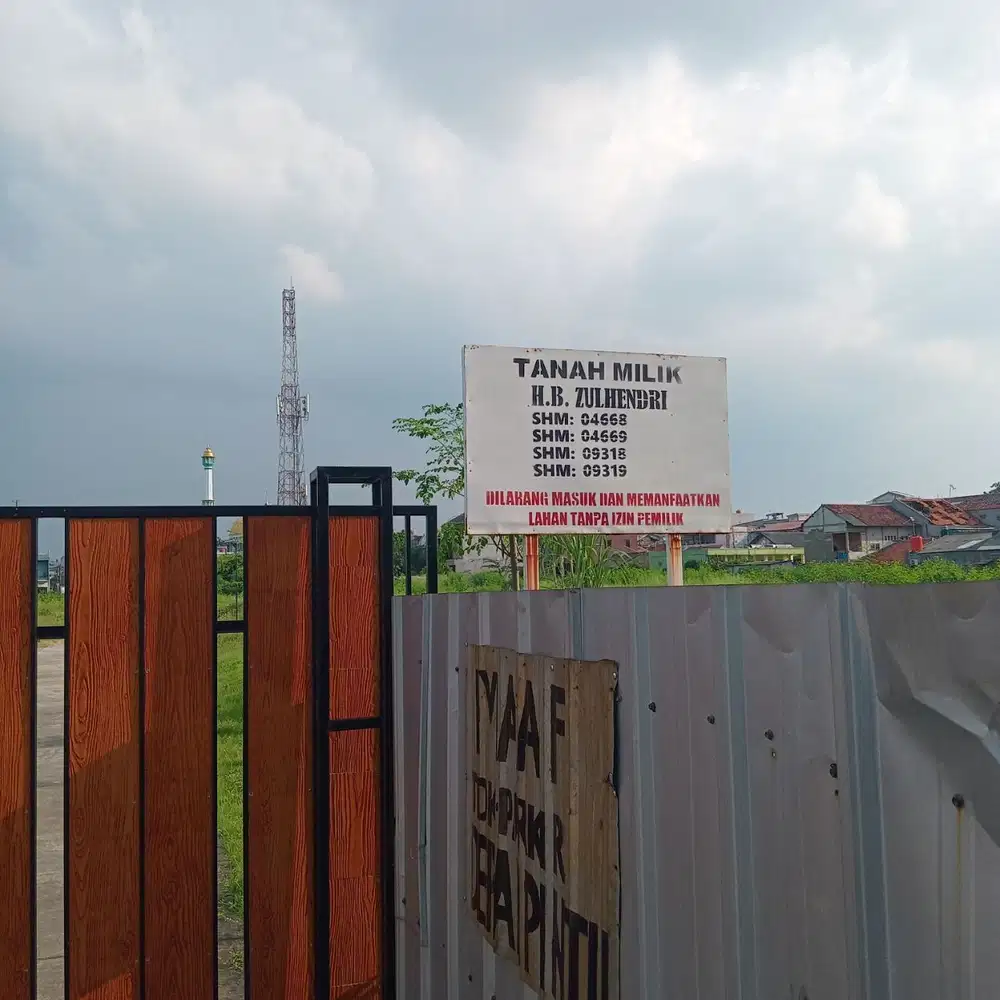 TANAH MILIK
H.B. ZULHENDRI
SHM: 04668
SHM: 04669
SHM: 09318
SHM: 09319
DILARANG MASUK DAN MEMANFAATKAN
LAHAN TANPA IZIN PEMILIK
MAAF